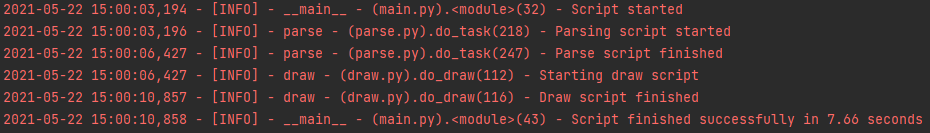 2021-05-22 15:00:03,194 - [INFO] - __main__ - (main.py).<module>(32) - Script started
2021-05-22 15:00:03,196 - [INFO] - parse - (parse.py).do_task(218) - Parsing script started
2021-05-22 15:00:06,427 - [INFO] - parse - (parse.py).do_task(247) - Parse script finished
2021-05-22 15:00:06,427 - [INFO] - draw - (draw.py).do_draw(112) - Starting draw script
2021-05-22 15:00:10,857 - [INFO] - draw - (draw.py).do_draw(116) - Draw script finished
2021-05-22 15:00:10,858 - [INFO] - __main__ - (main.py).<module>(43) - Script finished successfully in 7.66 seconds